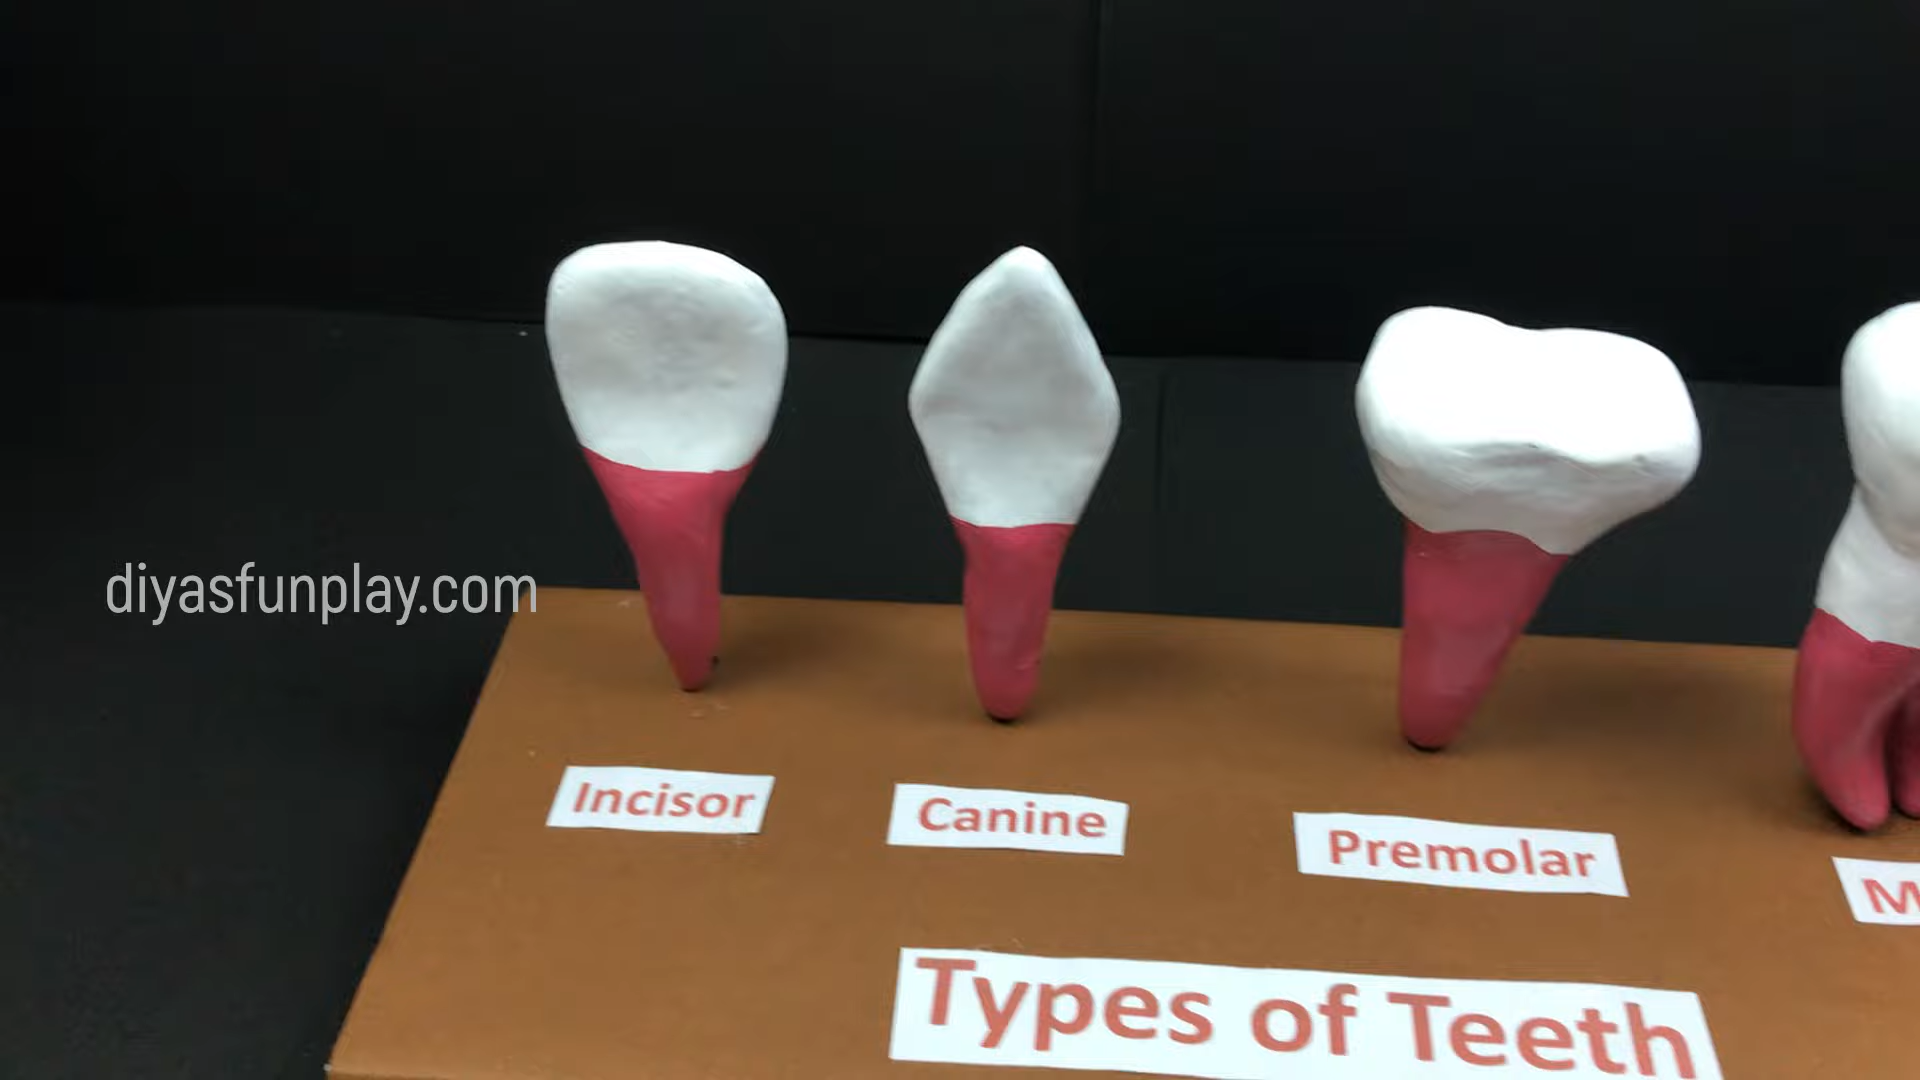 diyasfunplay.com
Incisor
Canine
Premolar
M
Types of Teeth